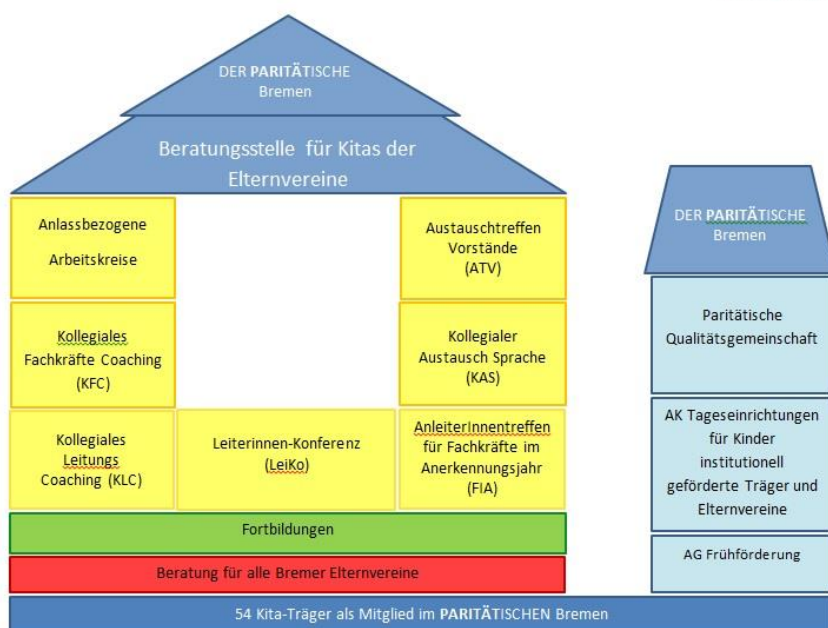 DER PARITÄTISCHE
Bremen
Beratungsstelle für Kitas der
Elternvereine
Anlassbezogene
Arbeitskreise
Austauschtreffen
Vorstände
(ATV)
Kollegiales
Fachkräfte Coaching
(KFC)
Kollegialer
Austausch Sprache
(KAS)
Kollegiales
Leitungs
Coaching (KLC)
Leiterinnen-Konferenz
(LeiKo)
AnleiterInnentreffen
für Fachkräfte im
Anerkennungsjahr
(FIA)
Fortbildungen
Beratung für alle Bremer Elternvereine
DER PARITÄTISCHE
Bremen
Paritätische
Qualitätsgemeinschaft
AK Tageseinrichtungen
für Kinder
institutionell
geförderte Träger und
Elternvereine
AG Frühförderung
54 Kita-Träger als Mitglied im PARITÄTISCHEN Bremen